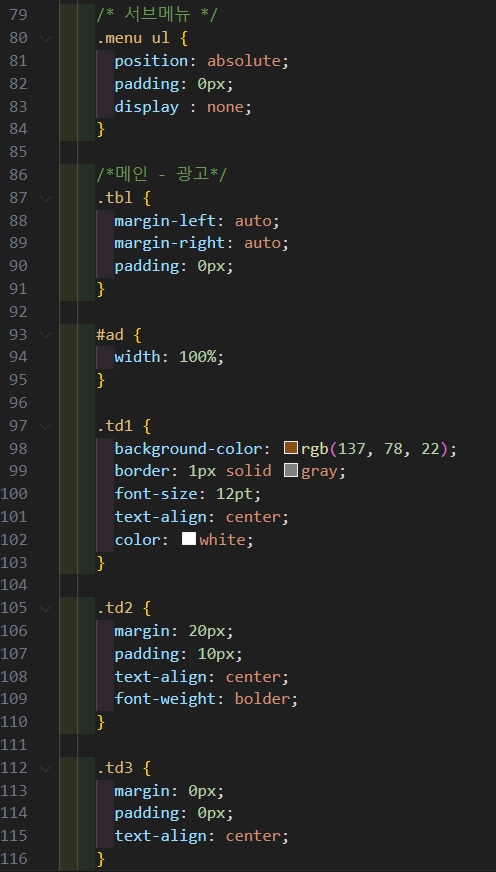 79 /* 서브메뉴 */
80 .menu ul {
81 position: absolute;
82 padding: 0px;
83 display : none;
84 }
85
86 /*메인 - 광고*/
87 .tbl {
88 margin-left: auto;
89 margin-right: auto;
90 padding: 0px;
91 }
92
93 #ad {
94 width: 100%;
95 }
96
97 .td1 {
98 background-color: rgb(137, 78, 22);
99 border: 1px solid gray;
100 font-size: 12pt;
101 text-align: center;
102 color: white;
103 }
104
105 .td2 {
106 margin: 20px;
107 padding: 10px;
108 text-align: center;
109 font-weight: bolder;
110 }
111
112 .td3 {
113 margin: 0px;
114 padding: 0px;
115 text-align: center;
116 }